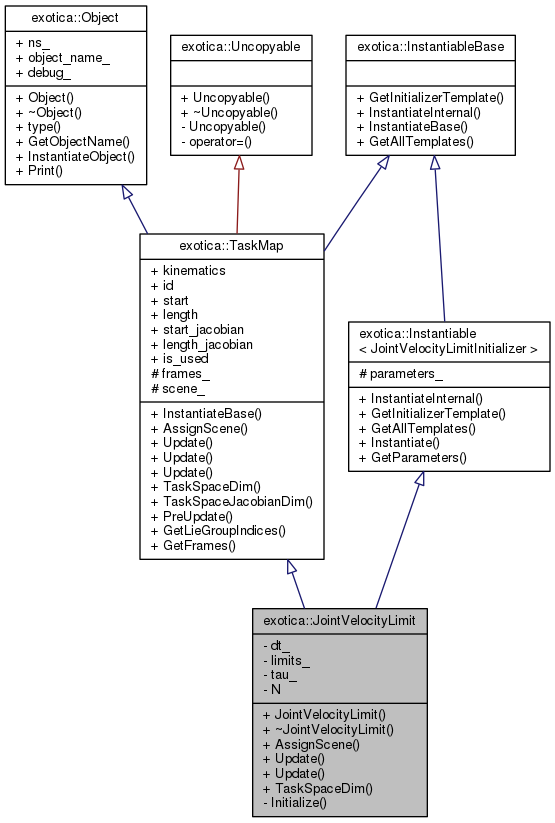 exotica::Object
+ ns_
+ object_name_
+ debug_
+ Object()
+ ~Object()
+ type()
+ GetObjectName()
+ InstantiateObject()
+ Print()
exotica::Uncopyable
+ Uncopyable()
+ ~Uncopyable()
- Uncopyable()
- operator=()
exotica::InstantiableBase
+ GetInitializerTemplate()
+ InstantiateInternal()
+ InstantiateBase()
+ GetAllTemplates()
exotica::TaskMap
+ kinematics
+ id
+ start
+ length
+ start_jacobian
+ length_jacobian
+ is_used
# frames_
# scene_
+ InstantiateBase()
+ AssignScene()
+ Update()
+ Update()
+ Update()
+ TaskSpaceDim()
+ TaskSpaceJacobianDim()
+ PreUpdate()
+ GetLieGroupIndices()
+ GetFrames()
exotica::Instantiable
< JointVelocityLimitInitializer >
# parameters_
+ InstantiateInternal()
+ GetInitializerTemplate()
+ GetAllTemplates()
+ Instantiate()
+ GetParameters()
exotica::JointVelocityLimit
- dt_
- limits_
- tau_
- N
+ JointVelocityLimit()
+ ~JointVelocityLimit()
+ AssignScene()
+ Update()
+ Update()
+ TaskSpaceDim()
- Initialize()